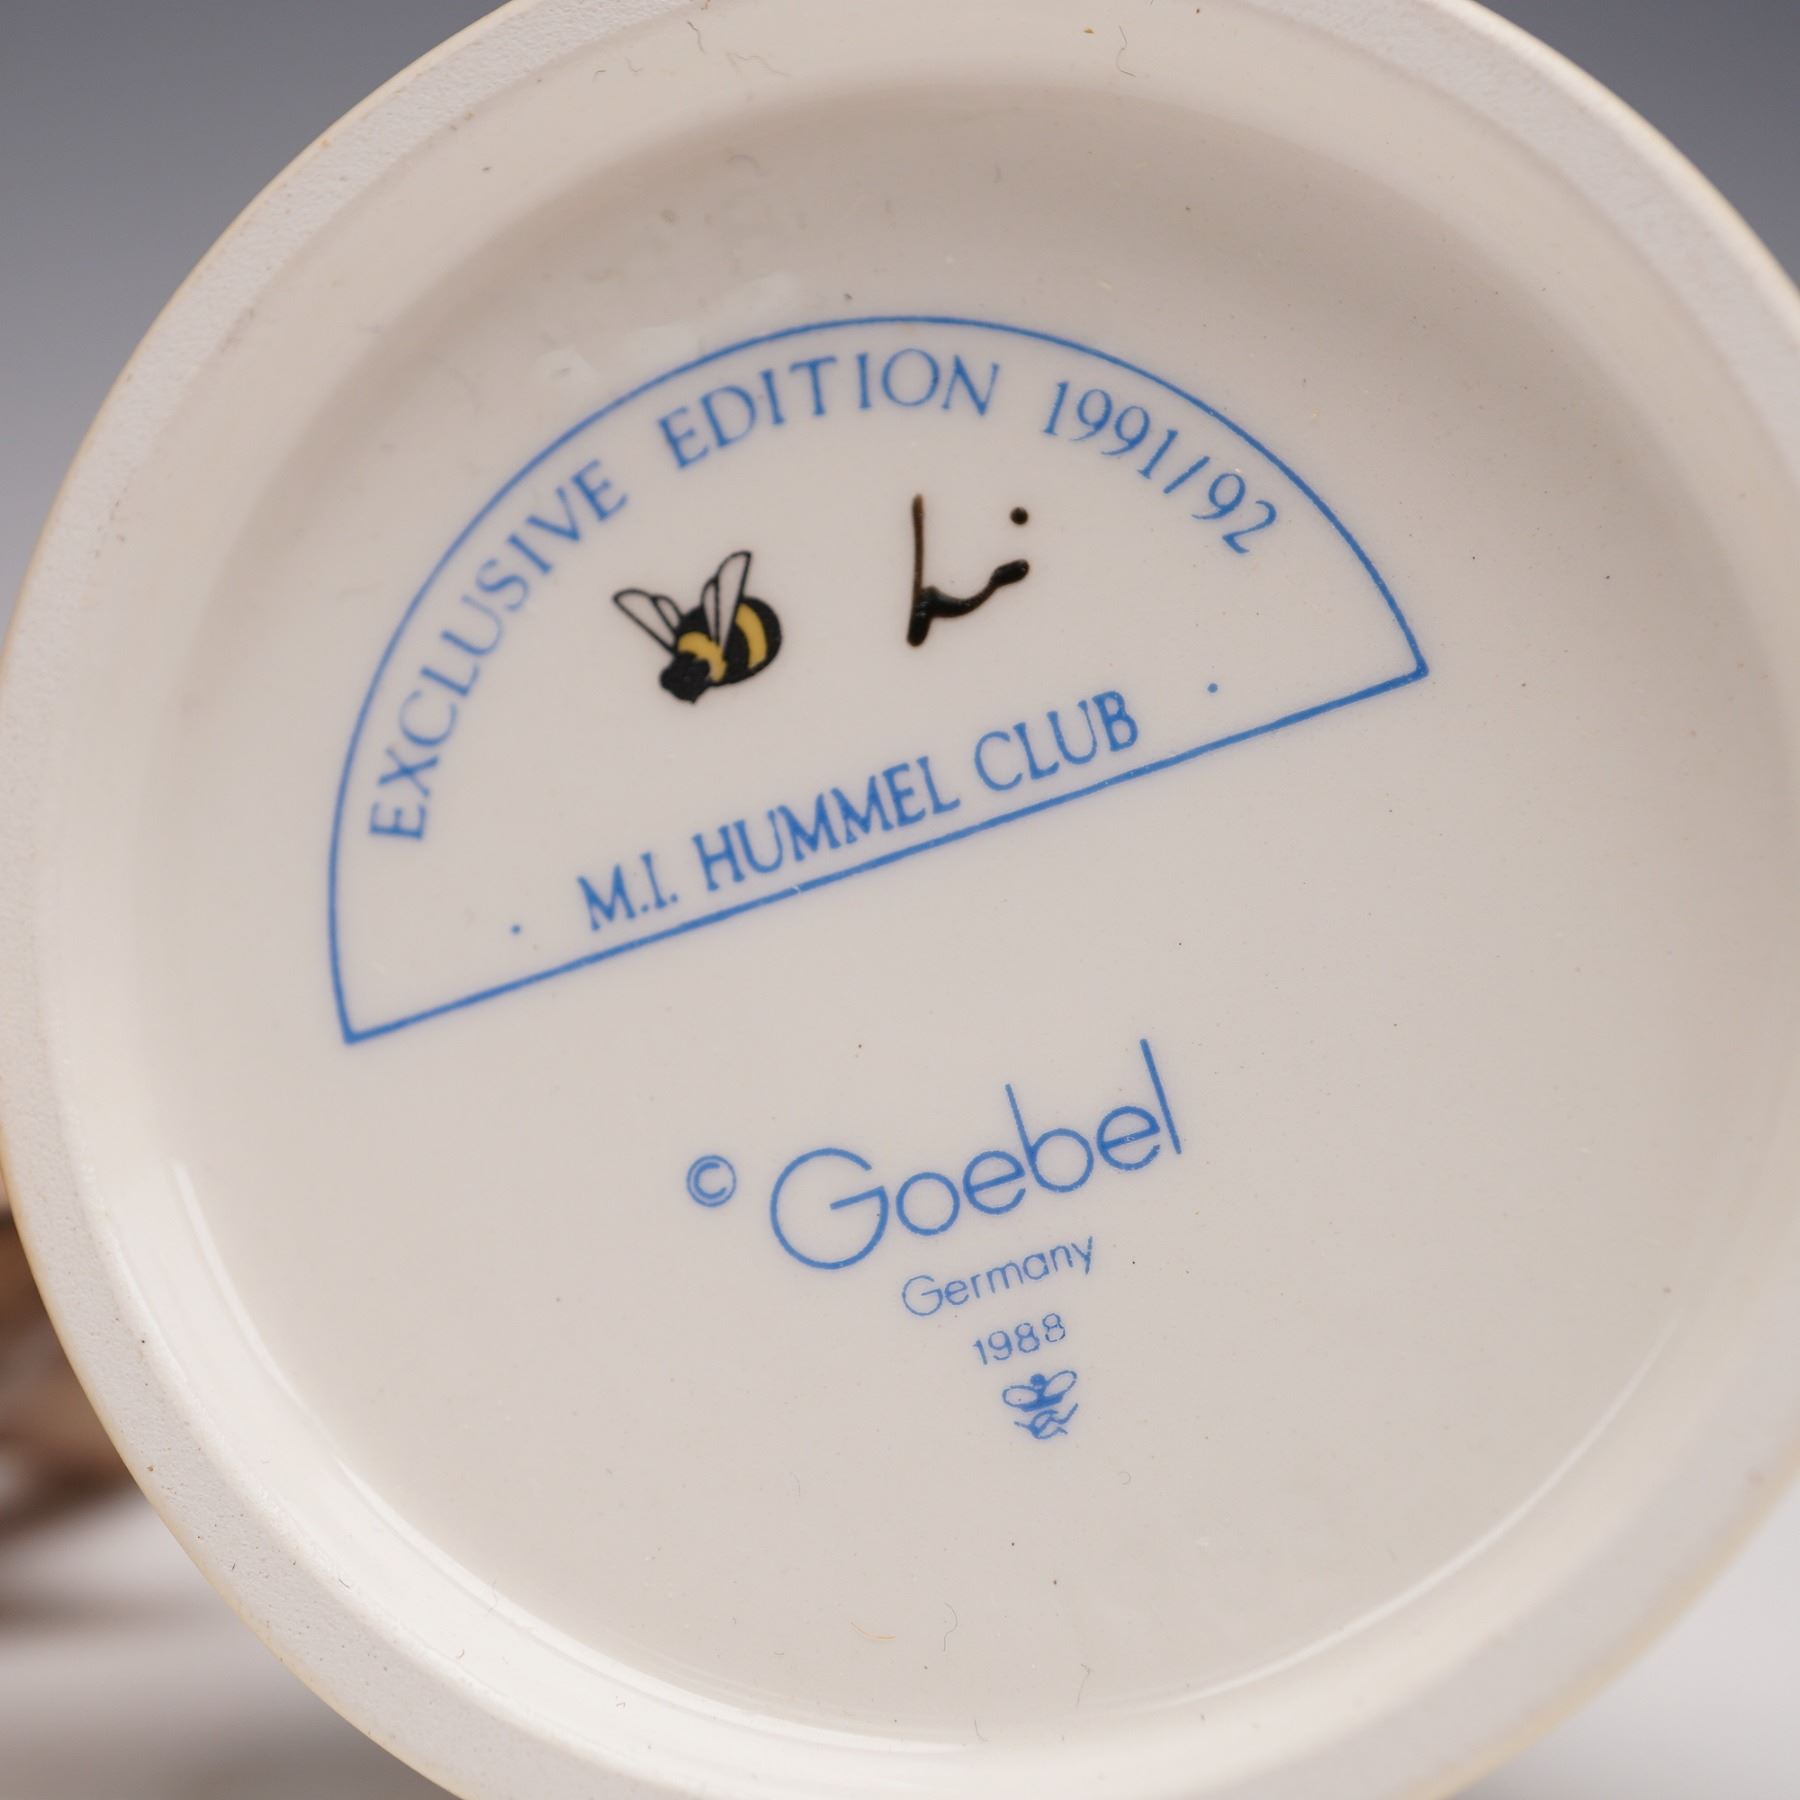 EXCLUSIVE EDITION 1991/92
· M.I. HUMMEL CLUB ·
© Goebel
Germany
1988